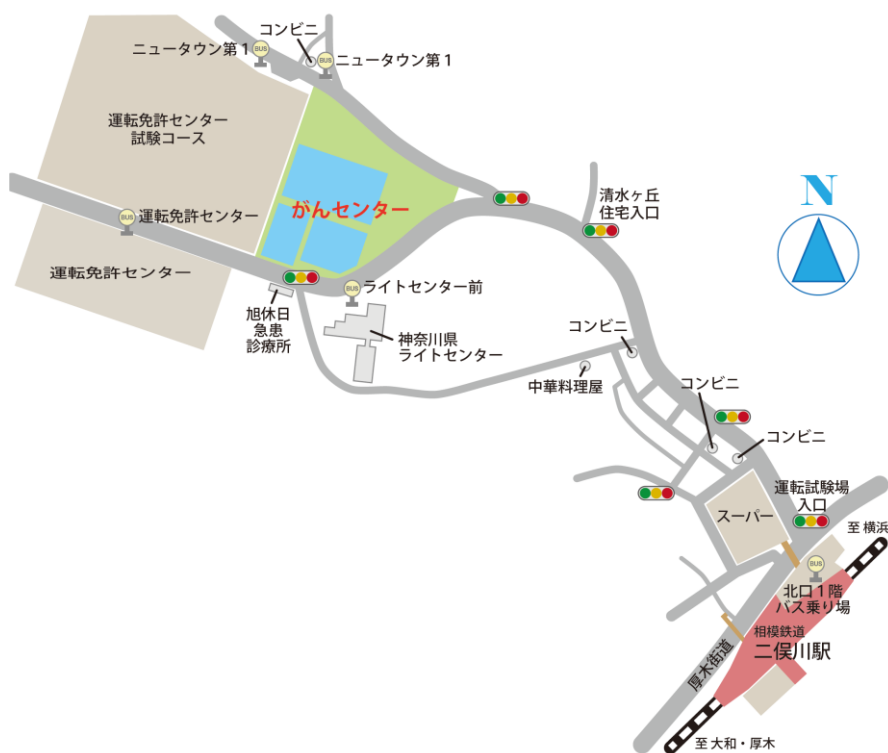 コンビニ
ニュータウン第1
BUS
BUS
ニュータウン第1
運転免許センター
試験コース
N
清水ヶ丘
住宅入口
がんセンター
BUS
運転免許センター
運転免許センター
BUS
ライトセンター前
旭休日
急患
診療所
神奈川県
ライトセンター
コンビニ
中華料理屋
コンビニ
コンビニ
運転試験場
入口
スーパー
至 横浜
BUS
北口1階
バス乗り場
相模鉄道
二俣川駅
厚木街道
至 大和・厚木